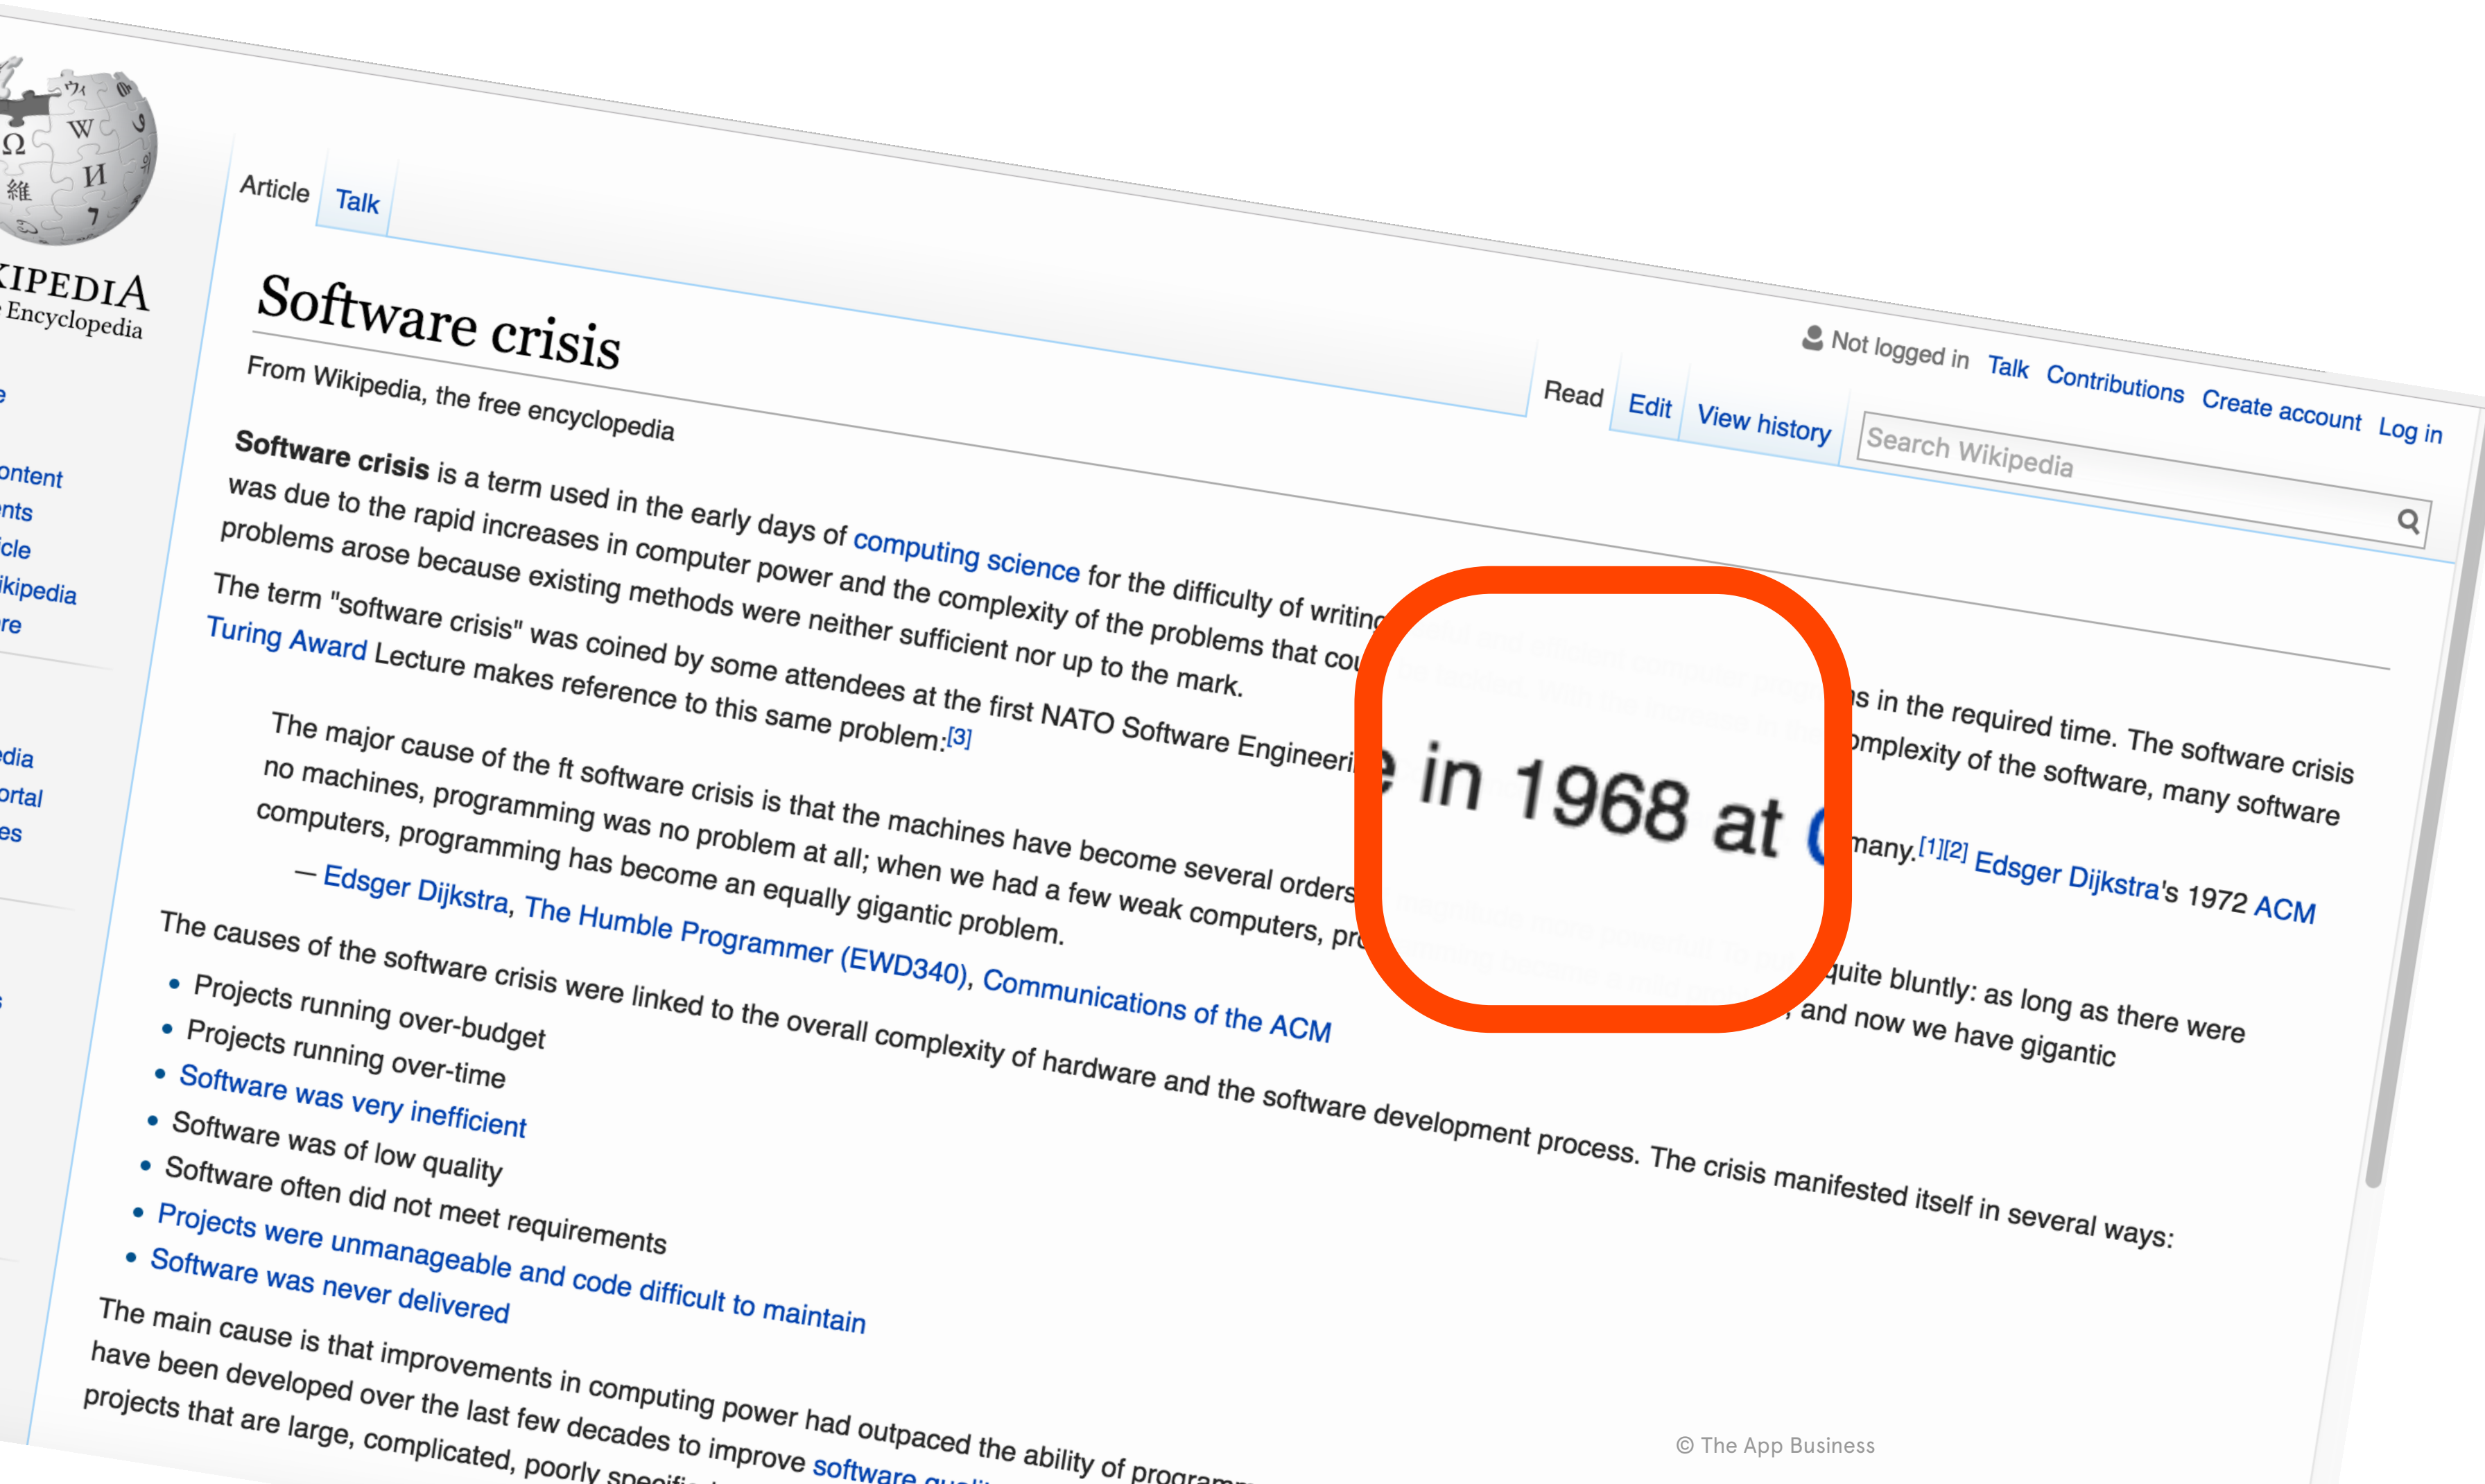 Ω W И 維 7
KIPEDIA
Encyclopedia
Article Talk
Not logged in Talk Contributions Create account Log in
Read Edit View history Search Wikipedia
Software crisis
From Wikipedia, the free encyclopedia
Software crisis is a term used in the early days of computing science for the difficulty of writing s in the required time. The software crisis
was due to the rapid increases in computer power and the complexity of the problems that cou omplexity of the software, many software
problems arose because existing methods were neither sufficient nor up to the mark.
The term "software crisis" was coined by some attendees at the first NATO Software Engineeri e in 1968 at many.[1][2] Edsger Dijkstra's 1972 ACM
Turing Award Lecture makes reference to this same problem:[3]
The major cause of the ft software crisis is that the machines have become several orders quite bluntly: as long as there were
no machines, programming was no problem at all; when we had a few weak computers, pro , and now we have gigantic
computers, programming has become an equally gigantic problem.
— Edsger Dijkstra, The Humble Programmer (EWD340), Communications of the ACM
The causes of the software crisis were linked to the overall complexity of hardware and the software development process. The crisis manifested itself in several ways:
• Projects running over-budget
• Projects running over-time
• Software was very inefficient
• Software was of low quality
• Software often did not meet requirements
• Projects were unmanageable and code difficult to maintain
• Software was never delivered
The main cause is that improvements in computing power had outpaced the ability of programm
have been developed over the last few decades to improve software quali
projects that are large, complicated, poorly specifi
e
ontent
nts
icle
ikipedia
re
edia
ortal
es
© The App Business